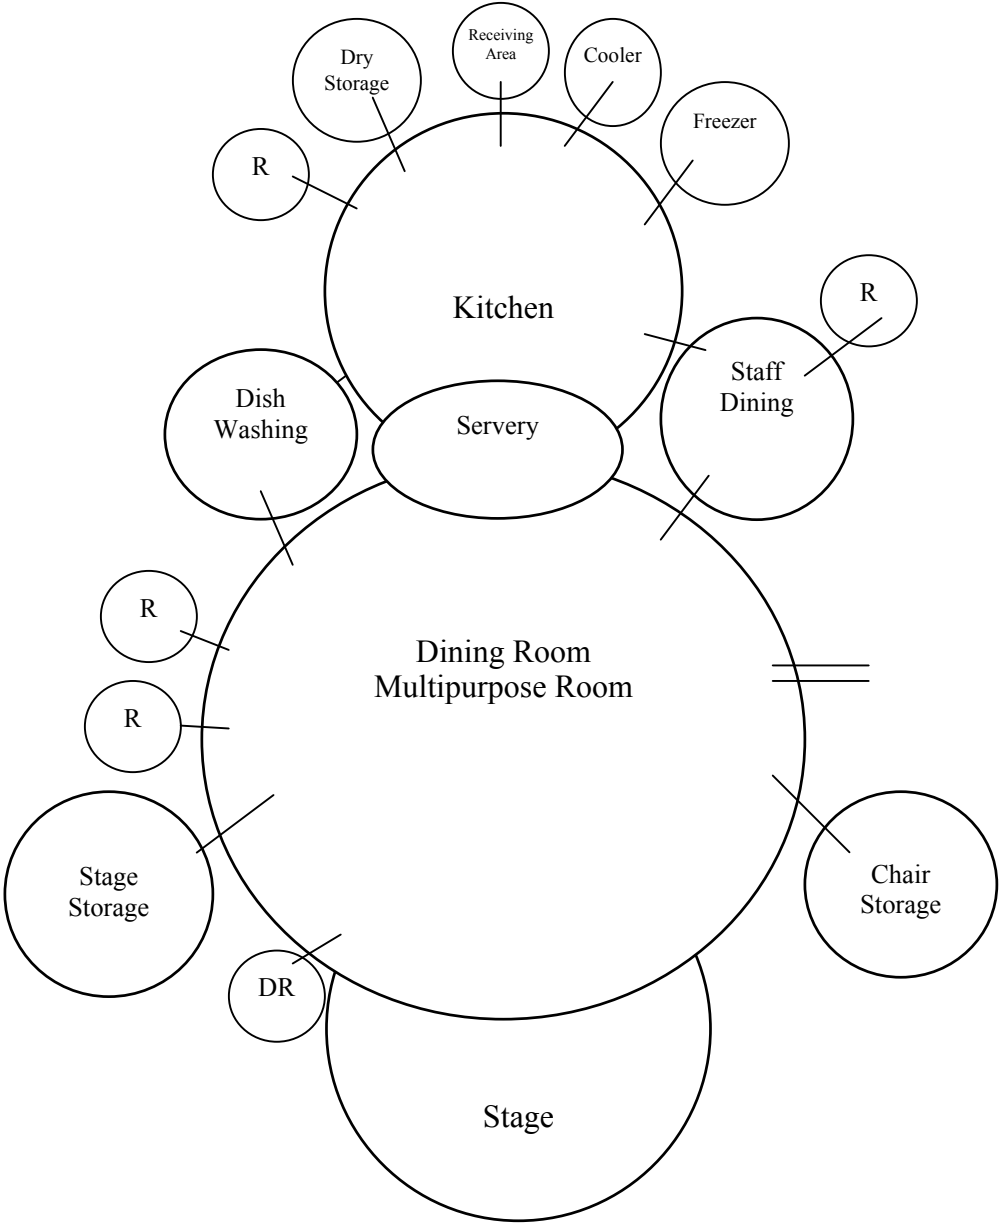 Receiving
Area
Dry
Storage
Cooler
Freezer
R
Kitchen
R
Staff
Dining
Dish
Washing
Servery
R
Dining Room
Multipurpose Room
R
Stage
Storage
Chair
Storage
DR
Stage